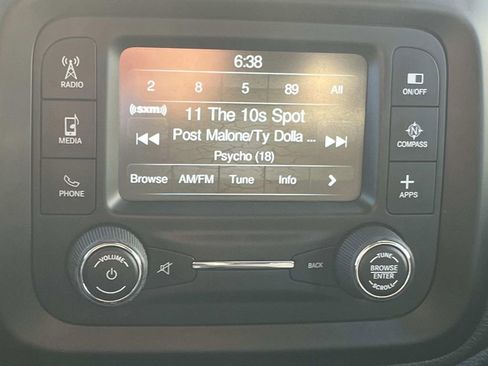 6:38
2 8 5 89 All
((sxm))
11 The 10s Spot
Post Malone/Ty Dolla ...
Psycho (18)
Browse AM/FM Tune Info >
RADIO
MEDIA
PHONE
ON/OFF
N
COMPASS
APPS
VOLUME
BACK
TUNE
BROWSE
ENTER
SCROLL